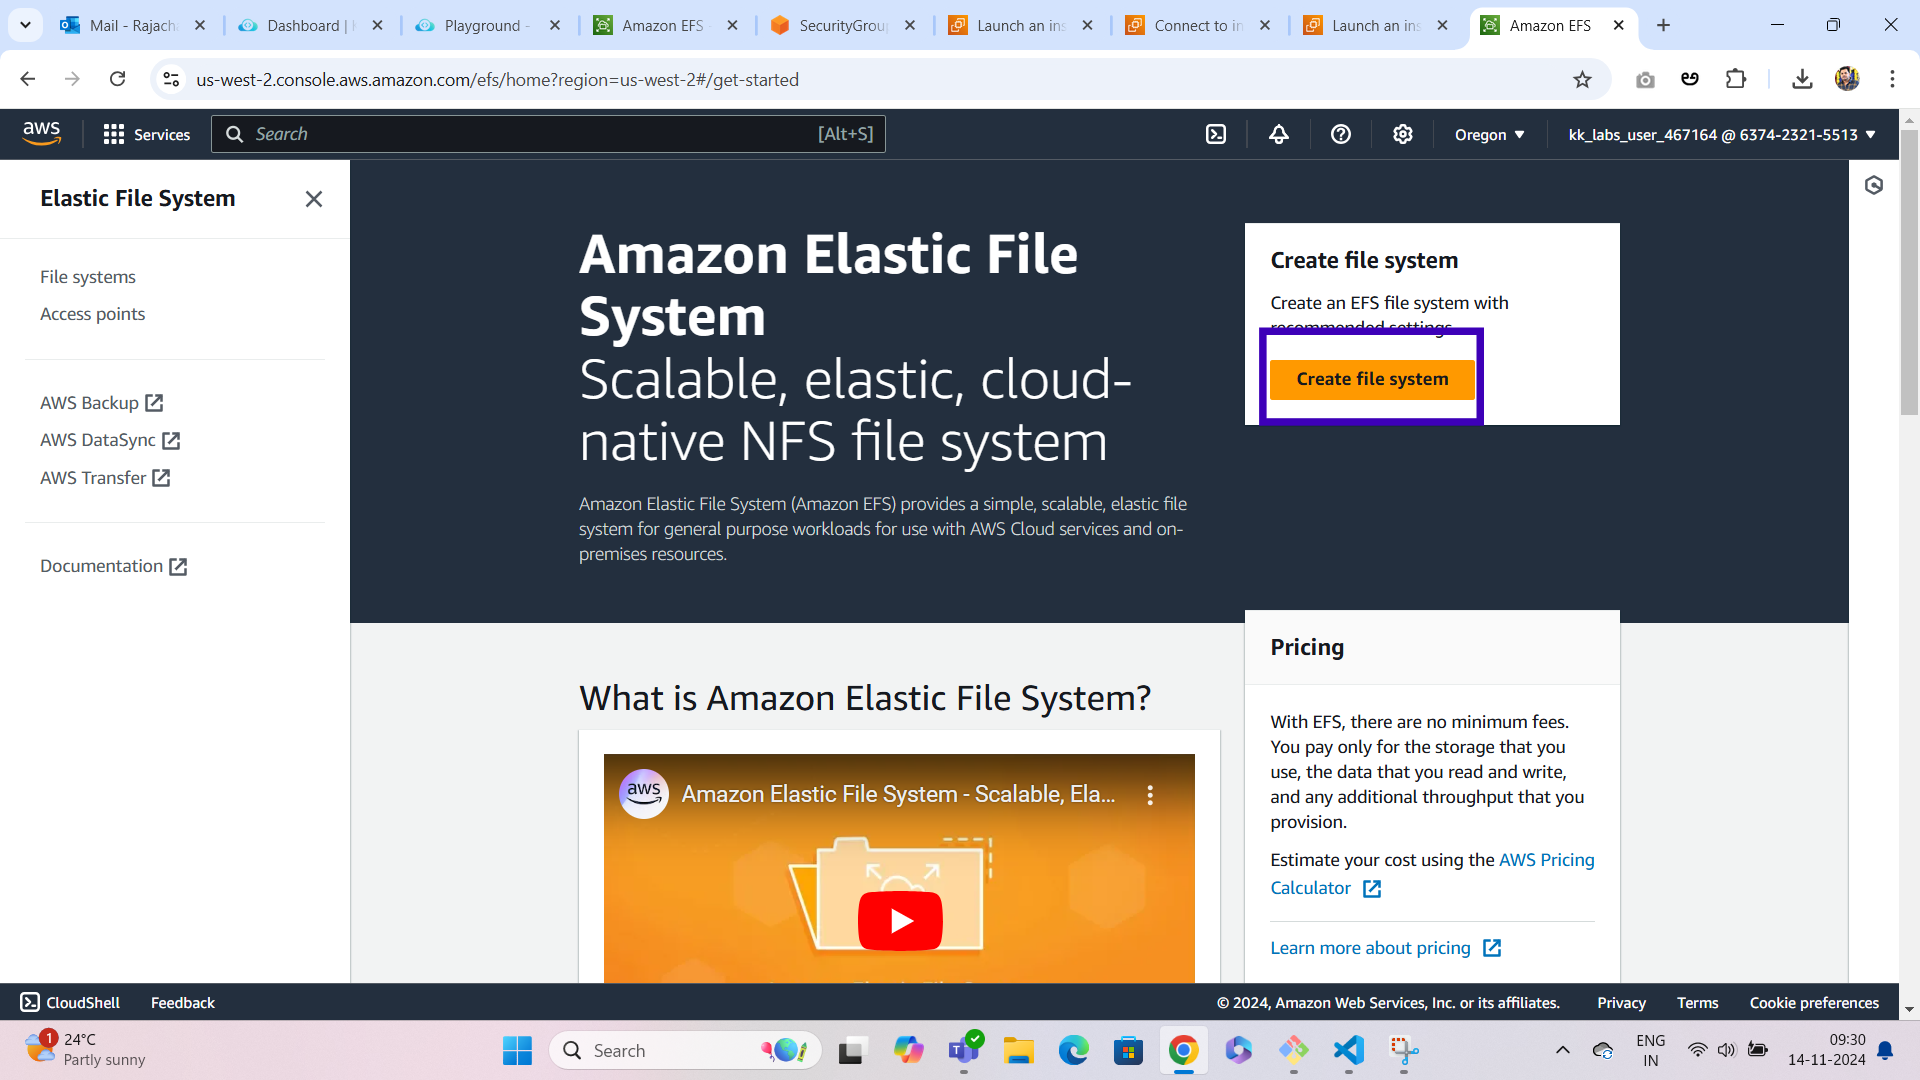 Mail - Rajacha
Dashboard |
Playground -
Amazon EFS -
SecurityGroup
Launch an ins
Connect to in
Launch an ins
Amazon EFS
us-west-2.console.aws.amazon.com/efs/home?region=us-west-2#/get-started
aws
Services
Search
[Alt+S]
Oregon
kk_labs_user_467164 @ 6374-2321-5513
Elastic File System
File systems
Access points
AWS Backup
AWS DataSync
AWS Transfer
Documentation
Amazon Elastic File
System
Scalable, elastic, cloud-
native NFS file system
Amazon Elastic File System (Amazon EFS) provides a simple, scalable, elastic file
system for general purpose workloads for use with AWS Cloud services and on-
premises resources.
Create file system
Create an EFS file system with
recommended settings.
Create file system
What is Amazon Elastic File System?
aws
Amazon Elastic File System - Scalable, Ela...
Pricing
With EFS, there are no minimum fees.
You pay only for the storage that you
use, the data that you read and write,
and any additional throughput that you
provision.
Estimate your cost using the AWS Pricing
Calculator
Learn more about pricing
CloudShell
Feedback
© 2024, Amazon Web Services, Inc. or its affiliates.
Privacy
Terms
Cookie preferences
1
24°C
Partly sunny
Search
ENG
IN
09:30
14-11-2024